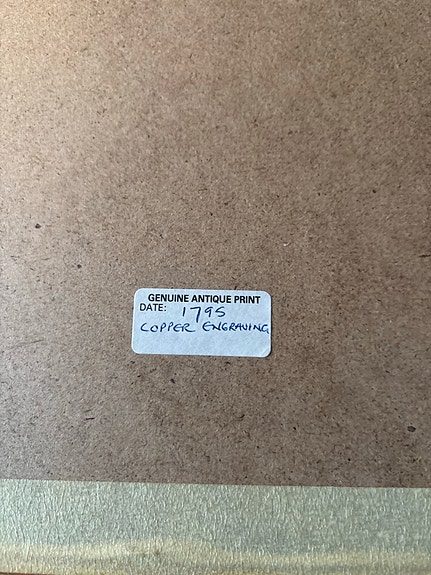 GENUINE ANTIQUE PRINT
DATE: 1795
COPPER ENGRAVING